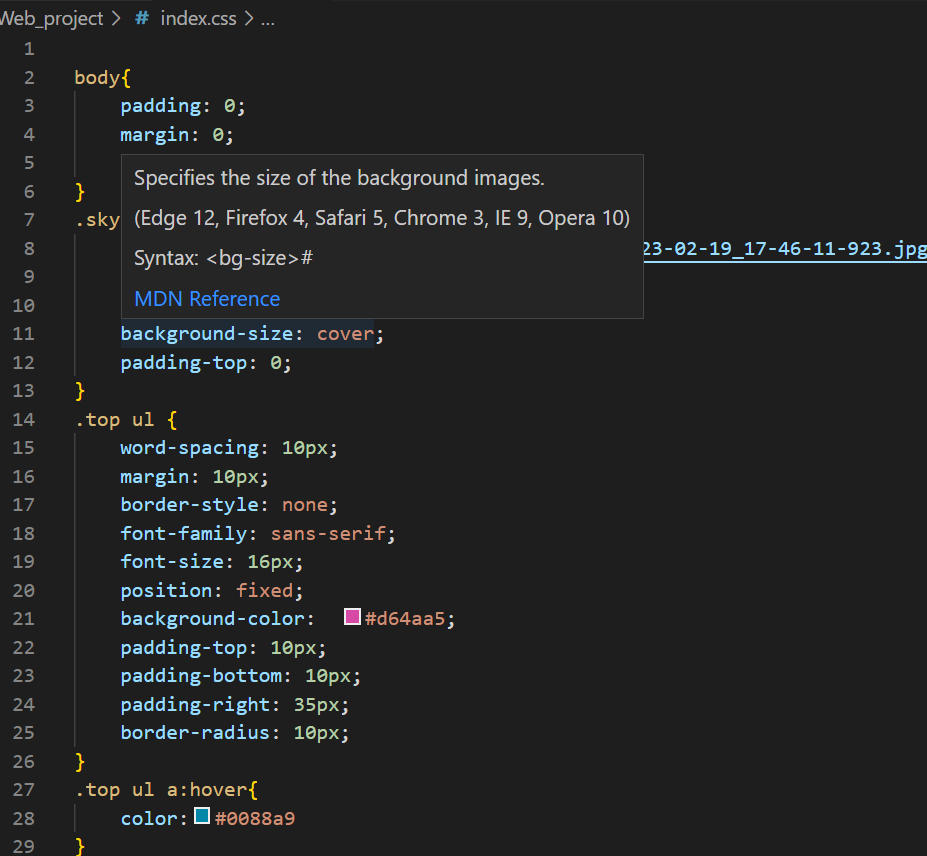 Web_project > # index.css > ...
1
2 body{
3 padding: 0;
4 margin: 0;
5
6 }
7 .sky
8 23-02-19_17-46-11-923.jpg
9
10
Specifies the size of the background images.
(Edge 12, Firefox 4, Safari 5, Chrome 3, IE 9, Opera 10)
Syntax: <bg-size>#
MDN Reference
11 background-size: cover;
12 padding-top: 0;
13 }
14 .top ul {
15 word-spacing: 10px;
16 margin: 10px;
17 border-style: none;
18 font-family: sans-serif;
19 font-size: 16px;
20 position: fixed;
21 background-color: #d64aa5;
22 padding-top: 10px;
23 padding-bottom: 10px;
24 padding-right: 35px;
25 border-radius: 10px;
26 }
27 .top ul a:hover{
28 color: #0088a9
29 }